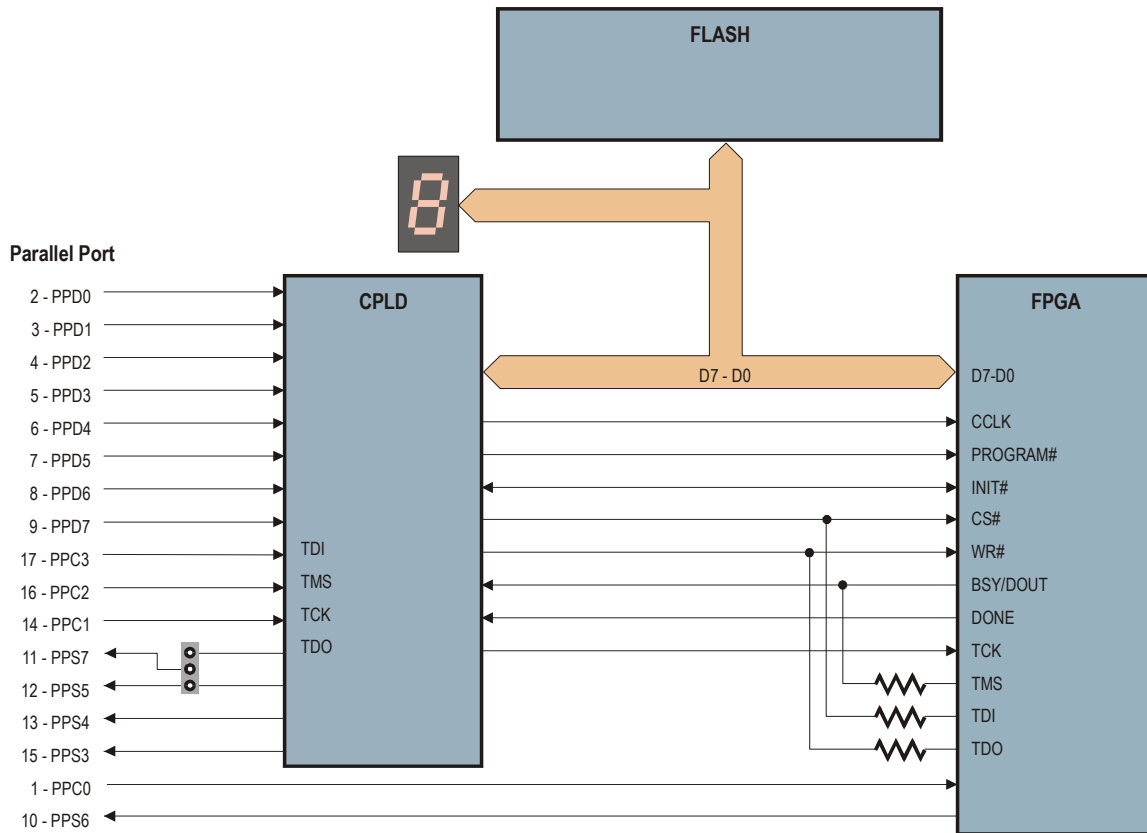 FLASH
8
Parallel Port
CPLD
FPGA
2 - PPD0
3 - PPD1
4 - PPD2
5 - PPD3
6 - PPD4
7 - PPD5
8 - PPD6
9 - PPD7
17 - PPC3
16 - PPC2
14 - PPC1
11 - PPS7
12 - PPS5
13 - PPS4
15 - PPS3
1 - PPC0
10 - PPS6
TDI
TMS
TCK
TDO
D7 - D0
D7-D0
CCLK
PROGRAM#
INIT#
CS#
WR#
BSY/DOUT
DONE
TCK
TMS
TDI
TDO